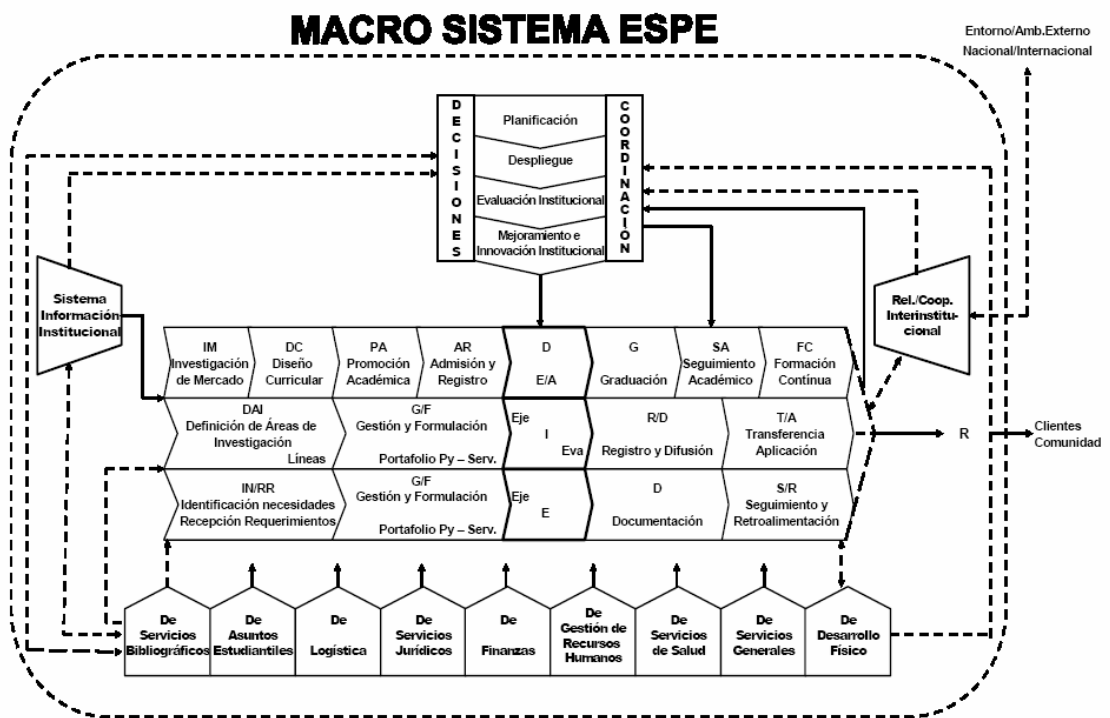 MACRO SISTEMA ESPE
Entorno/Amb.Externo
Nacional/Internacional
DECISIONES
COORDINACIÓN
Planificación
Despliegue
Evaluación Institucional
Mejoramiento e
Innovación Institucional
Sistema
Información
Institucional
Rel./Coop.
Interinstitu-
cional
IM
Investigación
de Mercado
DC
Diseño
Curricular
PA
Promoción
Académica
AR
Admisión y
Registro
D
E/A
G
Graduación
SA
Seguimiento
Académico
FC
Formación
Contínua
DAI
Definición de Áreas de
Investigación
Líneas
G/F
Gestión y Formulación
Portafolio Py – Serv.
Eje
I
Eva
R/D
Registro y Difusión
T/A
Transferencia
Aplicación
R
Clientes
Comunidad
IN/RR
Identificación necesidades
Recepción Requerimientos
G/F
Gestión y Formulación
Portafolio Py – Serv.
Eje
E
D
Documentación
S/R
Seguimiento y
Retroalimentación
De
Servicios
Bibliográficos
De
Asuntos
Estudiantiles
De
Logística
De
Servicios
Jurídicos
De
Finanzas
De
Gestión de
Recursos
Humanos
De
Servicios
de Salud
De
Servicios
Generales
De
Desarrollo
Físico